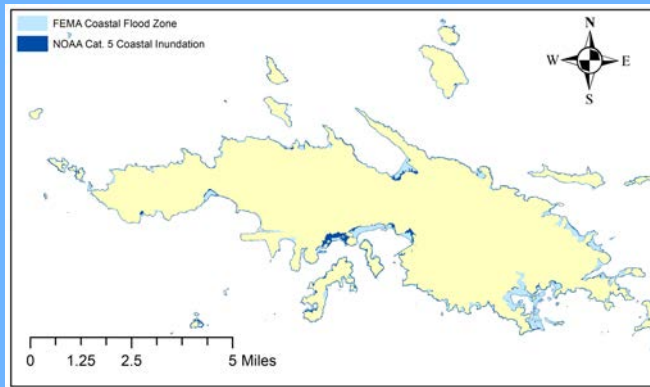 FEMA Coastal Flood Zone
NOAA Cat. 5 Coastal Inundation
N
W E
S
0 1.25 2.5 5 Miles